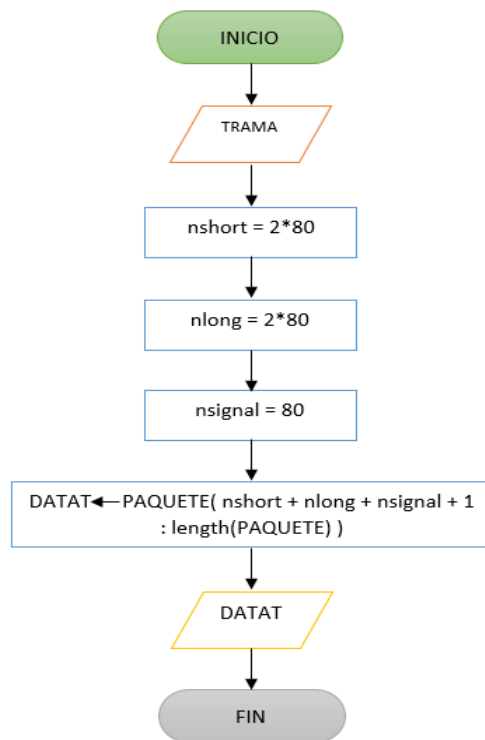 INICIO
TRAMA
nshort = 2*80
nlong = 2*80
nsignal = 80
DATAT←PAQUETE( nshort + nlong + nsignal + 1
: length(PAQUETE) )
DATAT
FIN